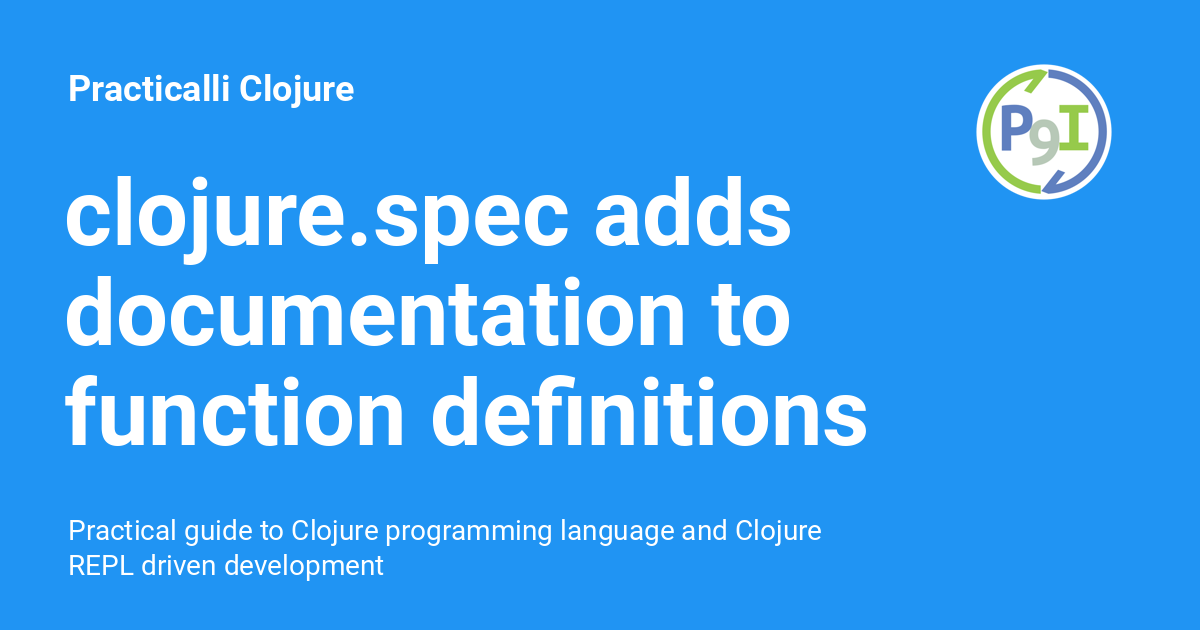 Practicalli Clojure
P9I
clojure.spec adds
documentation to
function definitions
Practical guide to Clojure programming language and Clojure
REPL driven development